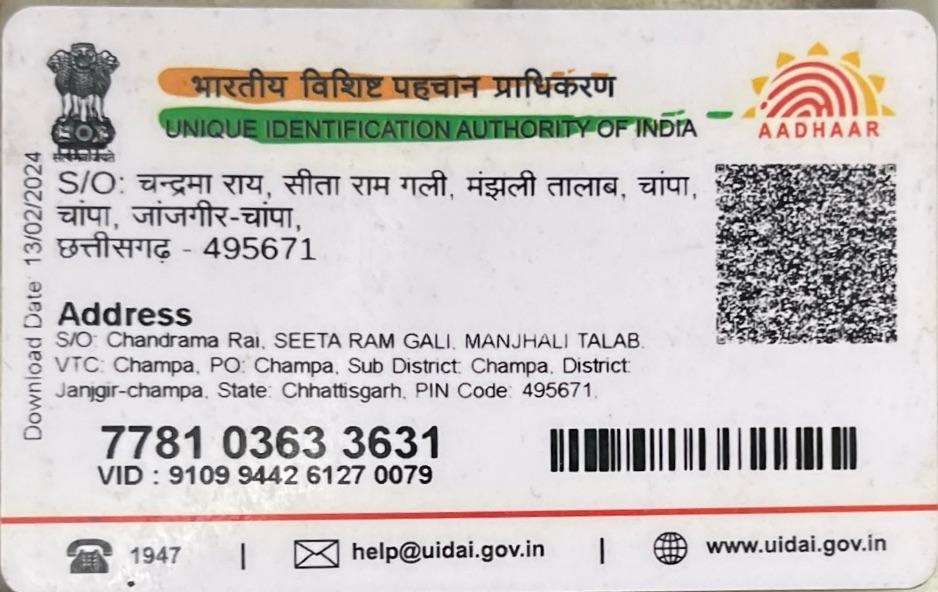 भारतीय विशिष्ट पहचान प्राधिकरण
UNIQUE IDENTIFICATION AUTHORITY OF INDIA
AADHAAR
सत्यमेव जयते
Download Date: 13/02/2024
S/O: चन्द्रमा राय, सीता राम गली, मंझली तालाब, चांपा,
चांपा, जांजगीर-चांपा,
छत्तीसगढ़ - 495671
Address
S/O: Chandrama Rai, SEETA RAM GALI, MANJHALI TALAB,
VTC: Champa, PO: Champa, Sub District: Champa, District:
Janjgir-champa, State: Chhattisgarh, PIN Code: 495671,
7781 0363 3631
VID : 9109 9442 6127 0079
1947 | help@uidai.gov.in | www.uidai.gov.in